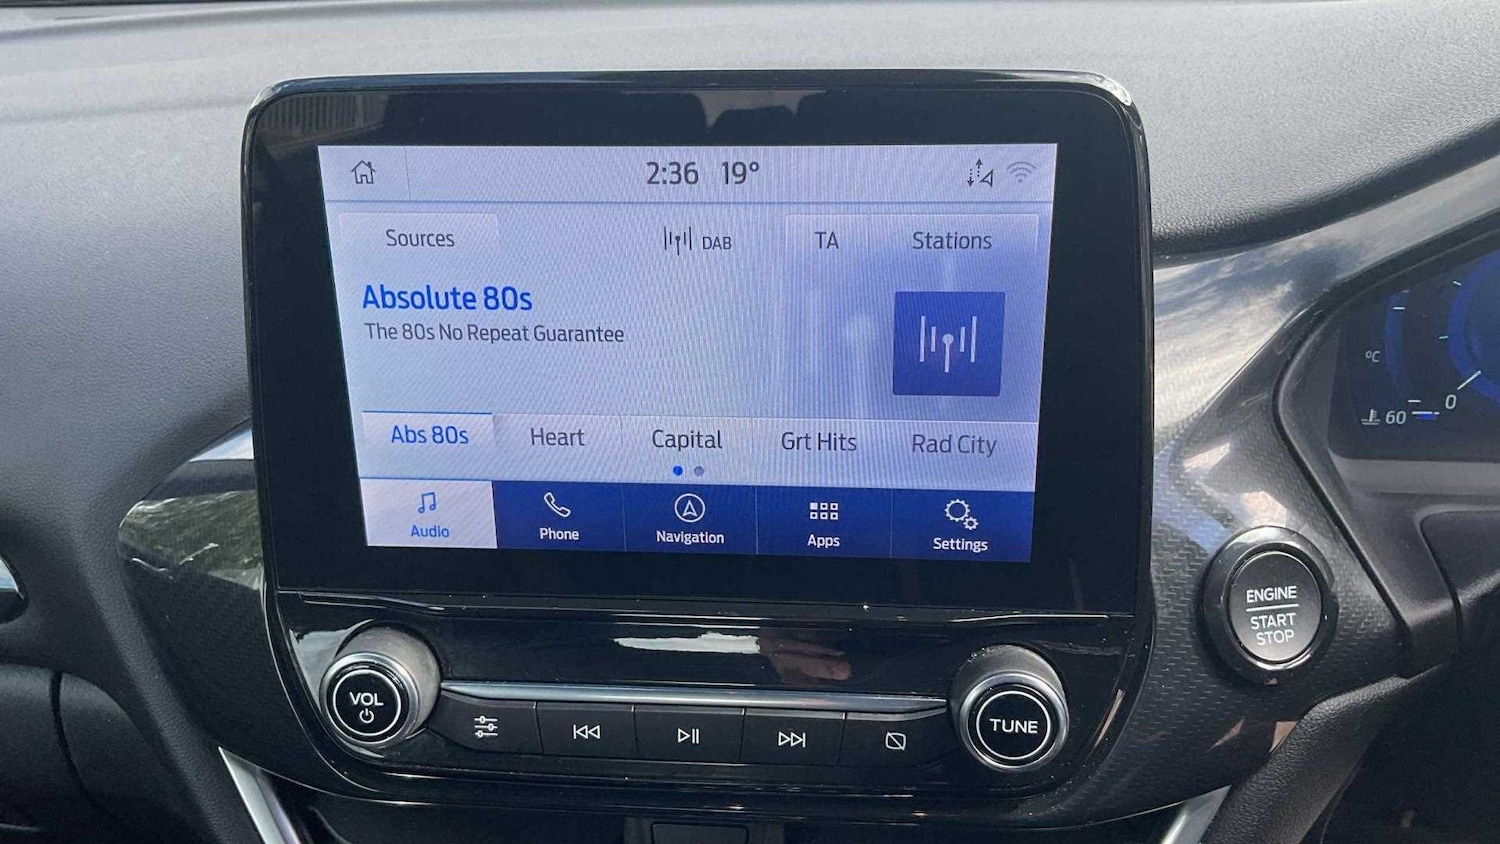 2:36 19°
Sources
DAB
TA
Stations
Absolute 80s
The 80s No Repeat Guarantee
Abs 80s
Heart
Capital
Grt Hits
Rad City
Audio
Phone
Navigation
Apps
Settings
VOL
TUNE
ENGINE
START
STOP
°C
60
0